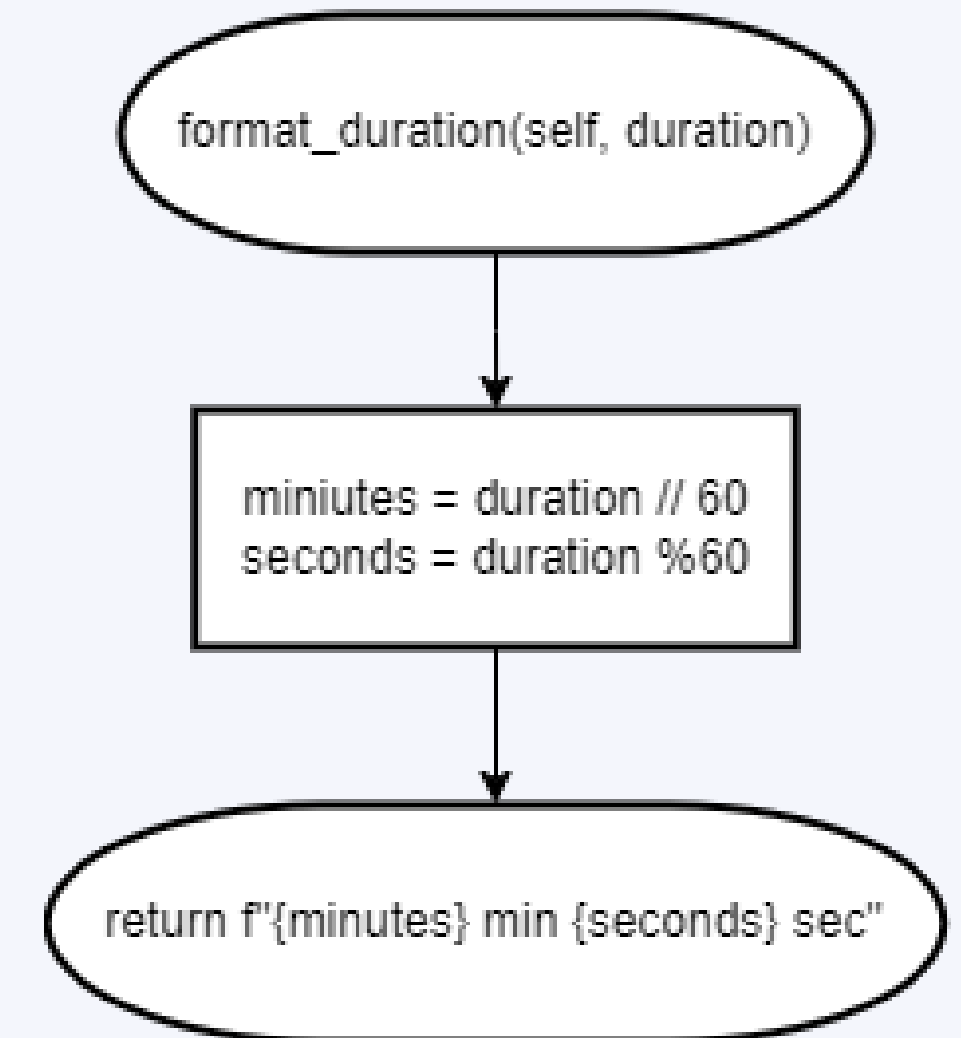 format_duration(self, duration)
miniutes = duration // 60
seconds = duration %60
return f"{minutes} min {seconds} sec"